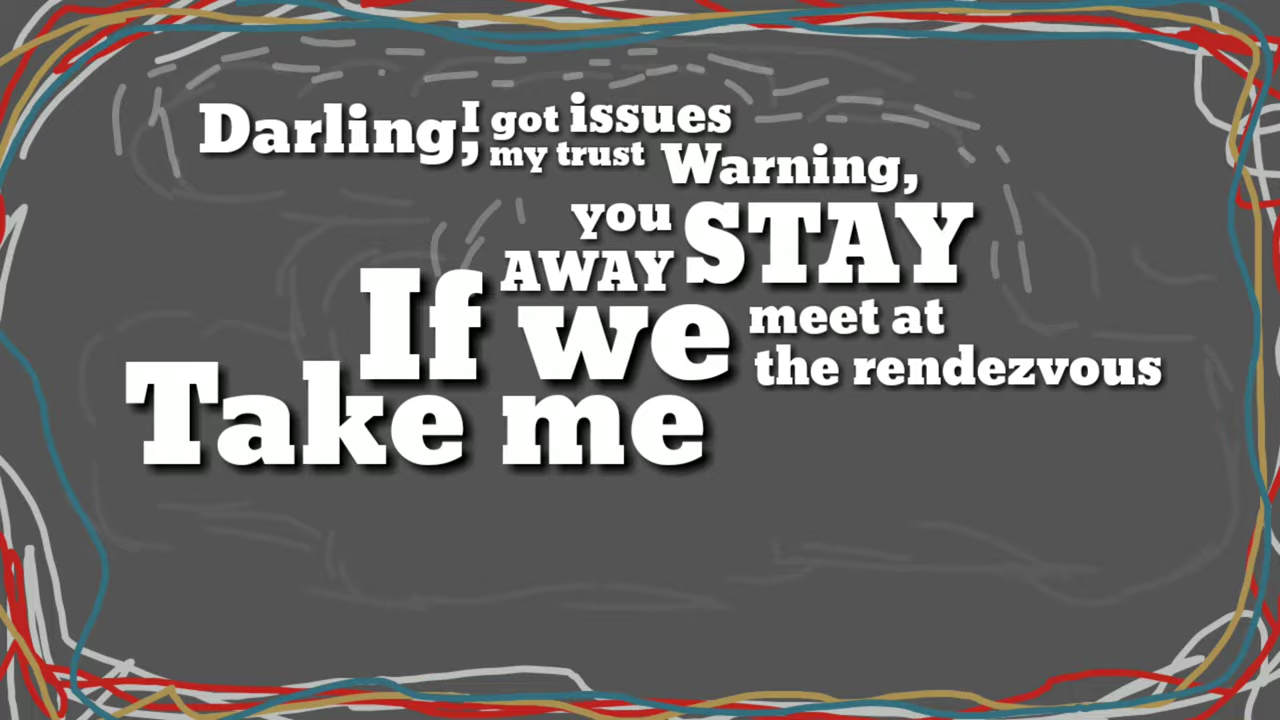 Darling, I got issues
my trust Warning,
you STAY
AWAY
If we meet at
the rendezvous
Take me